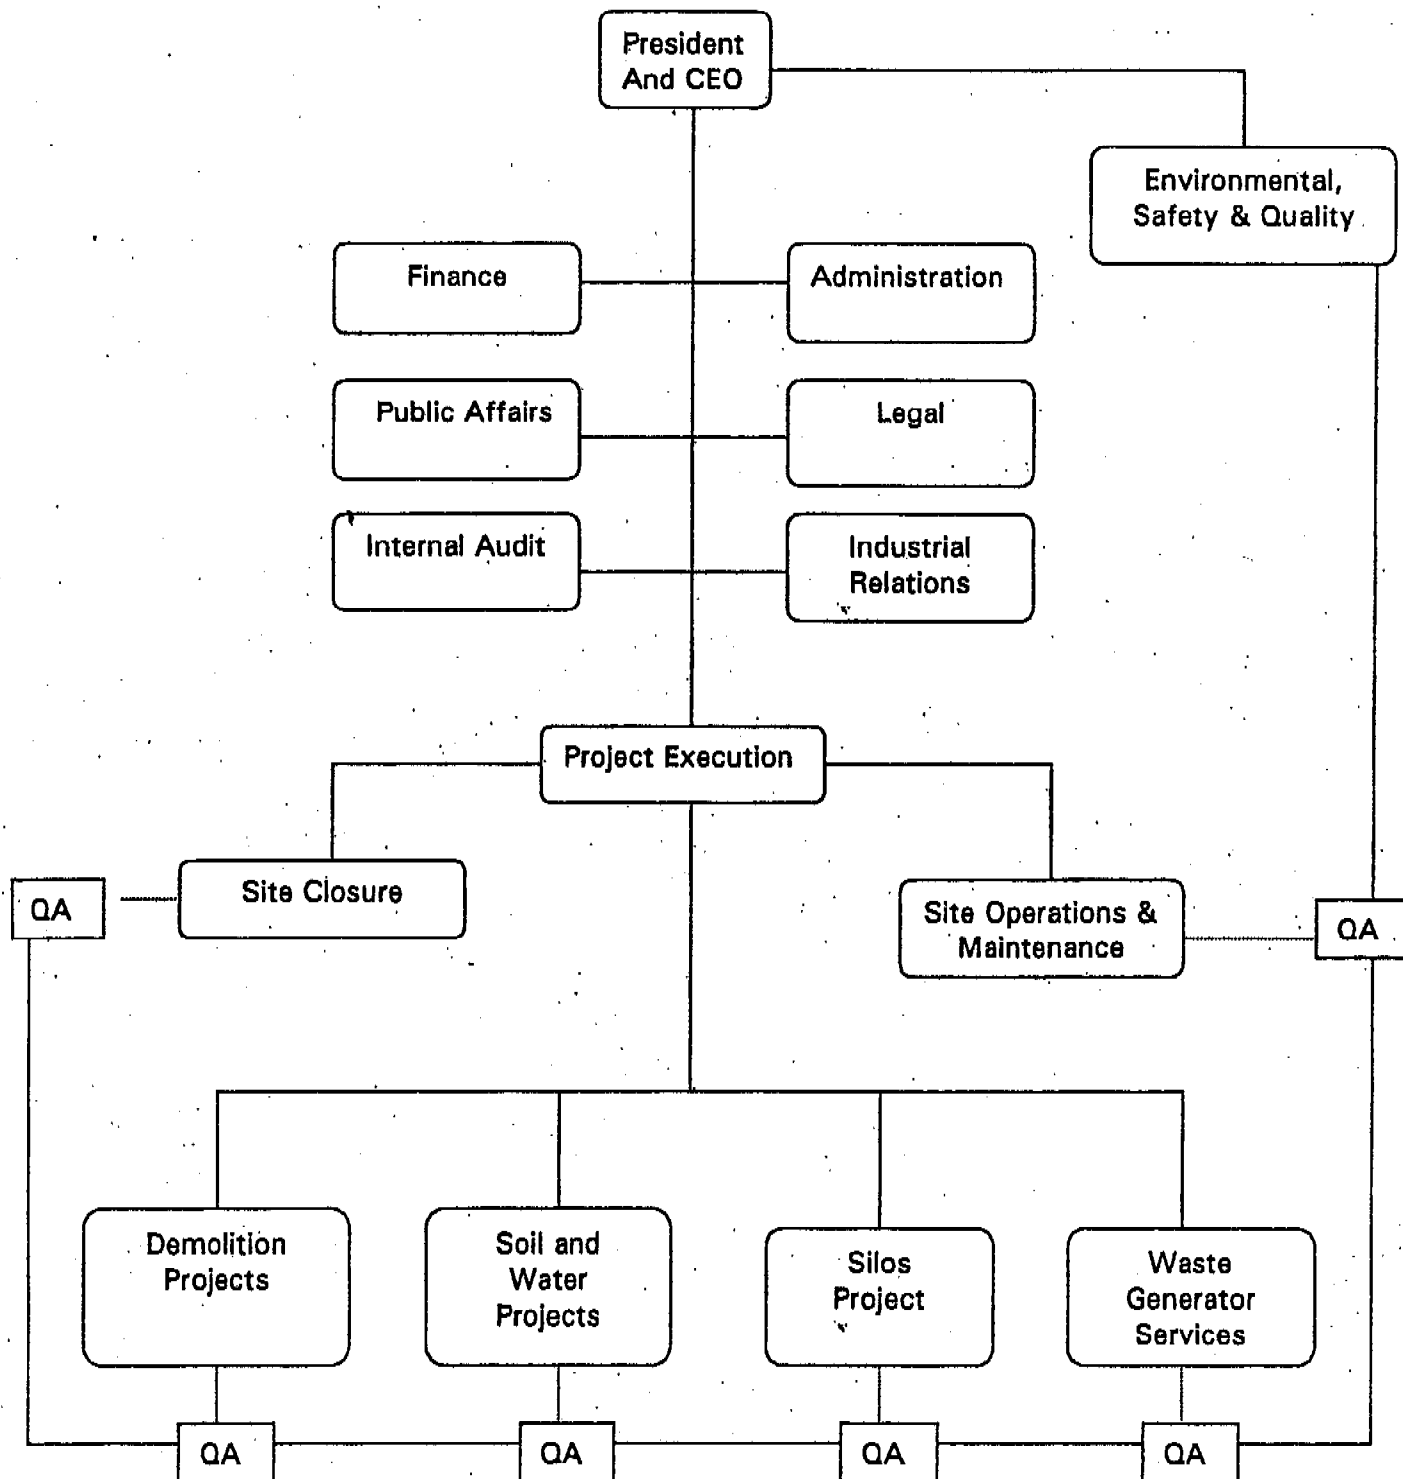 President
And CEO
Environmental,
Safety & Quality
Finance
Administration
Public Affairs
Legal
Internal Audit
Industrial
Relations
Project Execution
Site Closure
QA
Site Operations &
Maintenance
QA
Demolition
Projects
Soil and
Water
Projects
Silos
Project
Waste
Generator
Services
QA
QA
QA
QA